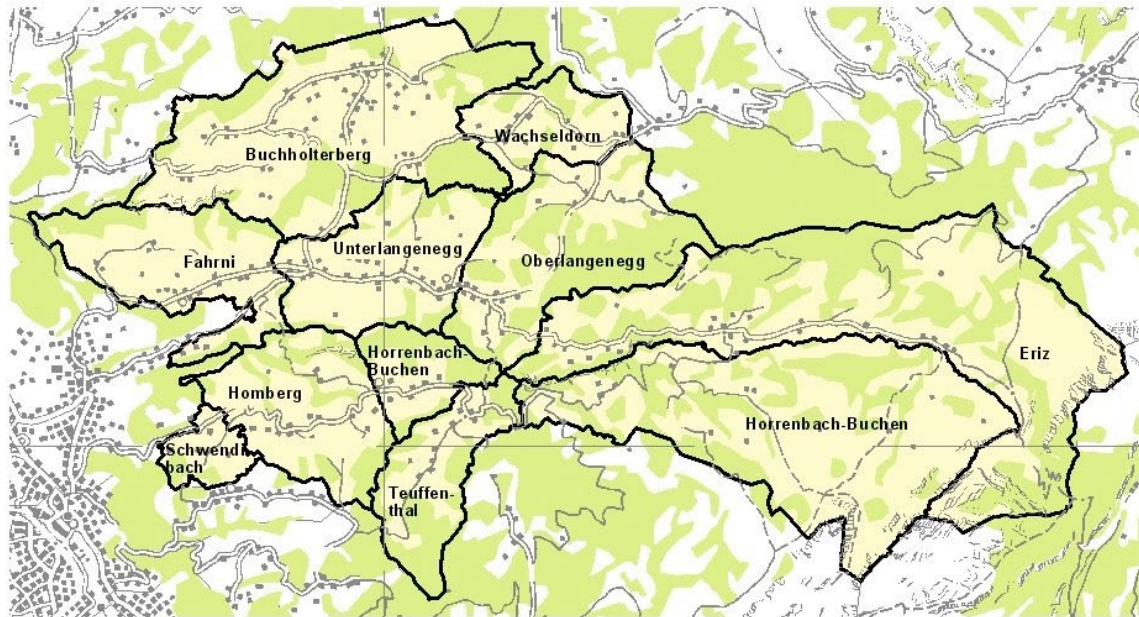 Wachseldorn
Buchholterberg
Unterlangenegg
Fahrni
Oberlangenegg
Horrenbach-
Buchen
Eriz
Homberg
Horrenbach-Buchen
Schwendi
bach
Teuffen-
thal